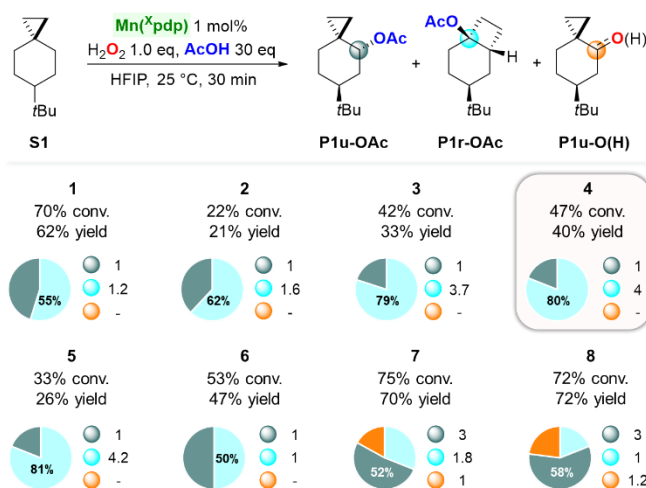 Mn(ˣpdp) 1 mol%
H₂O₂ 1.0 eq, AcOH 30 eq
HFIP, 25 °C, 30 min
tBu
S1
OAc
tBu
P1u-OAc
+
AcO
H
tBu
P1r-OAc
+
O(H)
tBu
P1u-O(H)
1
70% conv.
62% yield
55%
1
1.2
-
2
22% conv.
21% yield
62%
1
1.6
-
3
42% conv.
33% yield
79%
1
3.7
-
4
47% conv.
40% yield
80%
1
4
-
5
33% conv.
26% yield
81%
1
4.2
-
6
53% conv.
47% yield
50%
1
1
-
7
75% conv.
70% yield
52%
3
1.8
1
8
72% conv.
72% yield
58%
3
1
1.2